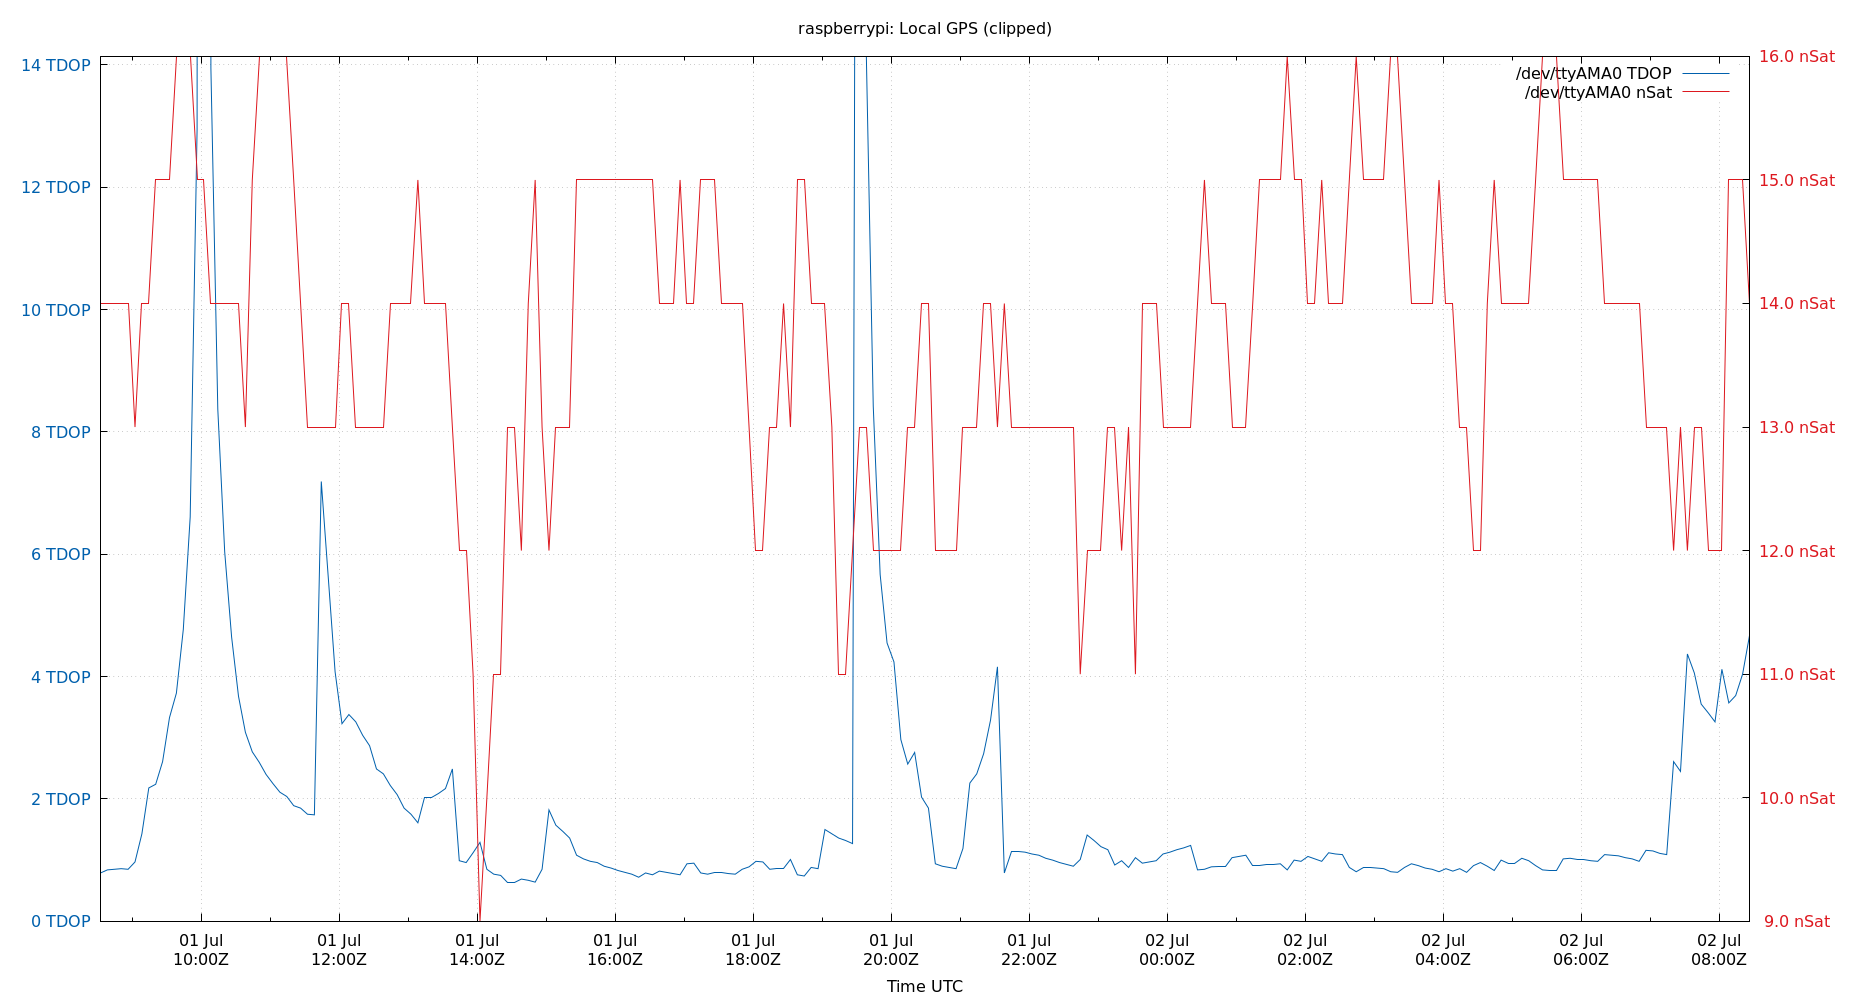 raspberrypi: Local GPS (clipped)
14 TDOP
12 TDOP
10 TDOP
8 TDOP
6 TDOP
4 TDOP
2 TDOP
0 TDOP
16.0 nSat
15.0 nSat
14.0 nSat
13.0 nSat
12.0 nSat
11.0 nSat
10.0 nSat
9.0 nSat
/dev/ttyAMA0 TDOP
/dev/ttyAMA0 nSat
01 Jul
10:00Z
01 Jul
12:00Z
01 Jul
14:00Z
01 Jul
16:00Z
01 Jul
18:00Z
01 Jul
20:00Z
01 Jul
22:00Z
02 Jul
00:00Z
02 Jul
02:00Z
02 Jul
04:00Z
02 Jul
06:00Z
02 Jul
08:00Z
Time UTC